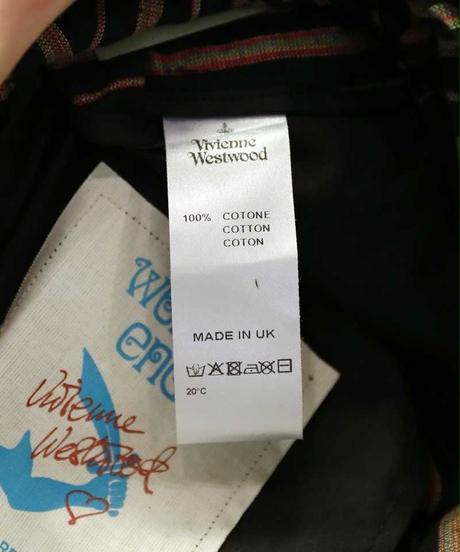 Vivienne
Westwood
100% COTONE
COTTON
COTON
MADE IN UK
20°C
Vivienne
Westwood